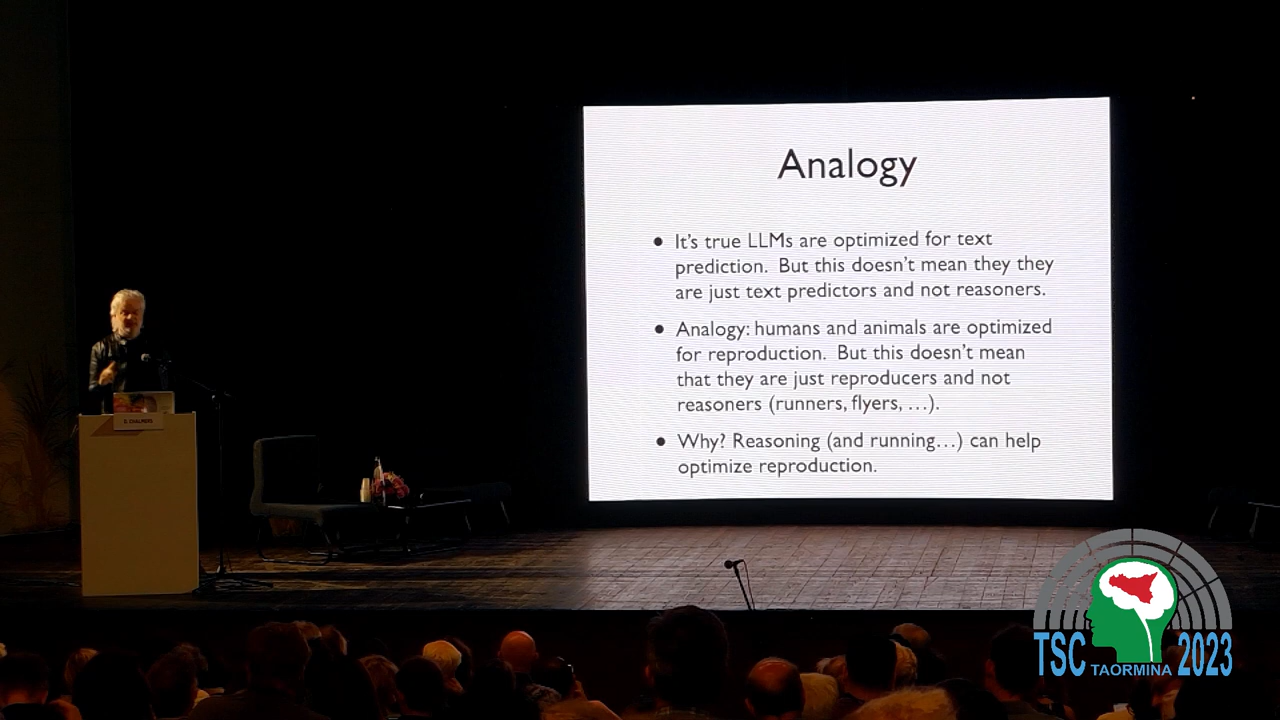 Analogy
• It's true LLMs are optimized for text
prediction. But this doesn't mean they they
are just text predictors and not reasoners.
• Analogy: humans and animals are optimized
for reproduction. But this doesn't mean
that they are just reproducers and not
reasoners (runners, flyers, …).
• Why? Reasoning (and running…) can help
optimize reproduction.
D. CHALMERS
TSC TAORMINA 2023